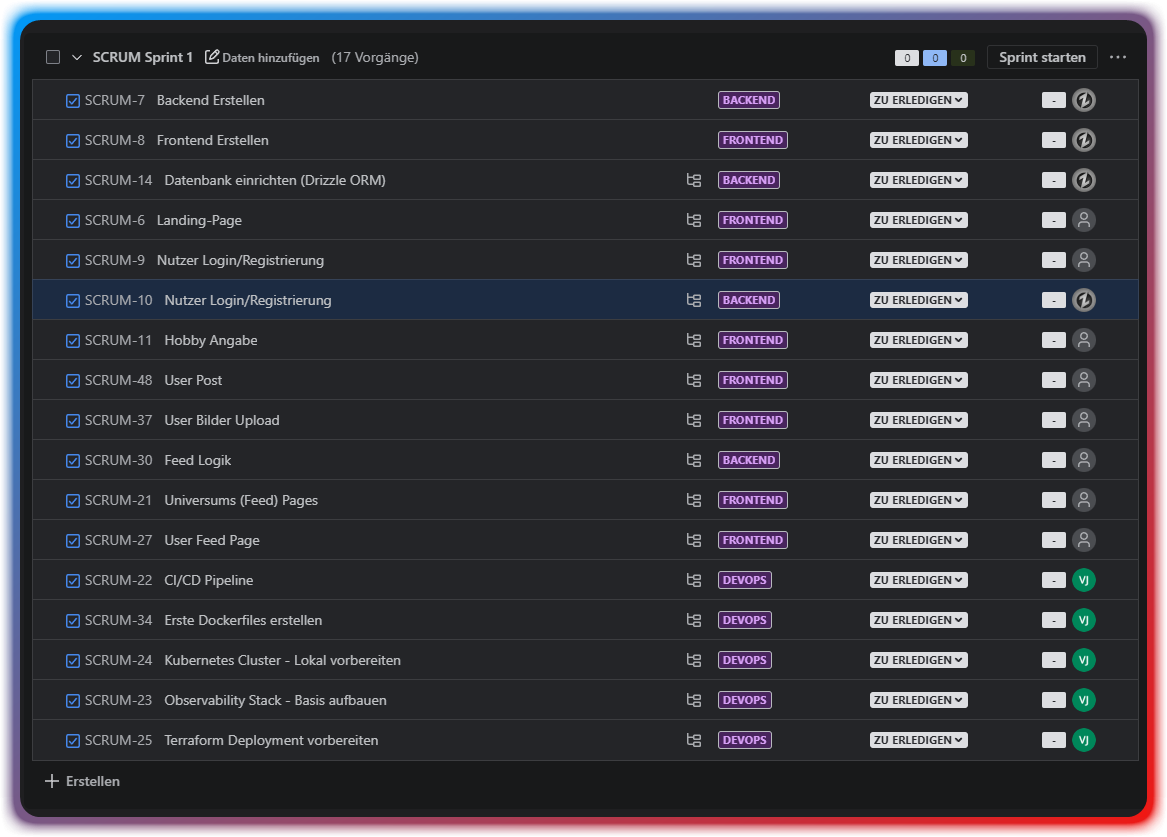 SCRUM Sprint 1 Daten hinzufügen (17 Vorgänge) 0 0 0 Sprint starten
SCRUM-7 Backend Erstellen BACKEND ZU ERLEDIGEN -
SCRUM-8 Frontend Erstellen FRONTEND ZU ERLEDIGEN -
SCRUM-14 Datenbank einrichten (Drizzle ORM) BACKEND ZU ERLEDIGEN -
SCRUM-6 Landing-Page FRONTEND ZU ERLEDIGEN -
SCRUM-9 Nutzer Login/Registrierung FRONTEND ZU ERLEDIGEN -
SCRUM-10 Nutzer Login/Registrierung BACKEND ZU ERLEDIGEN -
SCRUM-11 Hobby Angabe FRONTEND ZU ERLEDIGEN -
SCRUM-48 User Post FRONTEND ZU ERLEDIGEN -
SCRUM-37 User Bilder Upload FRONTEND ZU ERLEDIGEN -
SCRUM-30 Feed Logik BACKEND ZU ERLEDIGEN -
SCRUM-21 Universums (Feed) Pages FRONTEND ZU ERLEDIGEN -
SCRUM-27 User Feed Page FRONTEND ZU ERLEDIGEN -
SCRUM-22 CI/CD Pipeline DEVOPS ZU ERLEDIGEN - VJ
SCRUM-34 Erste Dockerfiles erstellen DEVOPS ZU ERLEDIGEN - VJ
SCRUM-24 Kubernetes Cluster - Lokal vorbereiten DEVOPS ZU ERLEDIGEN - VJ
SCRUM-23 Observability Stack - Basis aufbauen DEVOPS ZU ERLEDIGEN - VJ
SCRUM-25 Terraform Deployment vorbereiten DEVOPS ZU ERLEDIGEN - VJ
Erstellen